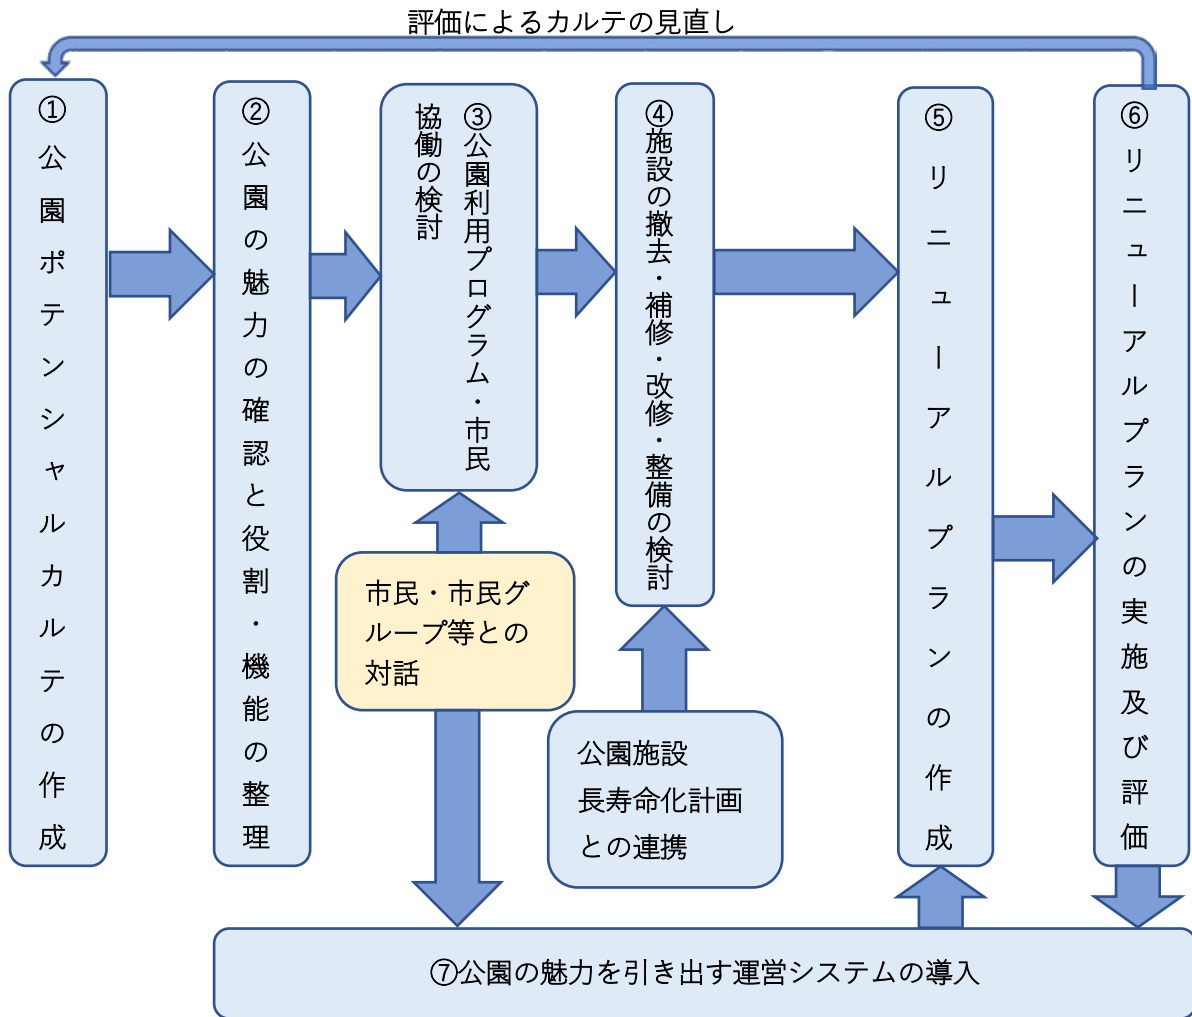 評価によるカルテの見直し
①公園ポテンシャルカルテの作成
②公園の魅力の確認と役割・機能の整理
③公園利用プログラム・市民
協働の検討
④施設の撤去・補修・改修・整備の検討
⑤リニューアルプランの作成
⑥リニューアルプランの実施及び評価
市民・市民グ
ループ等との
対話
公園施設
長寿命化計画
との連携
⑦公園の魅力を引き出す運営システムの導入